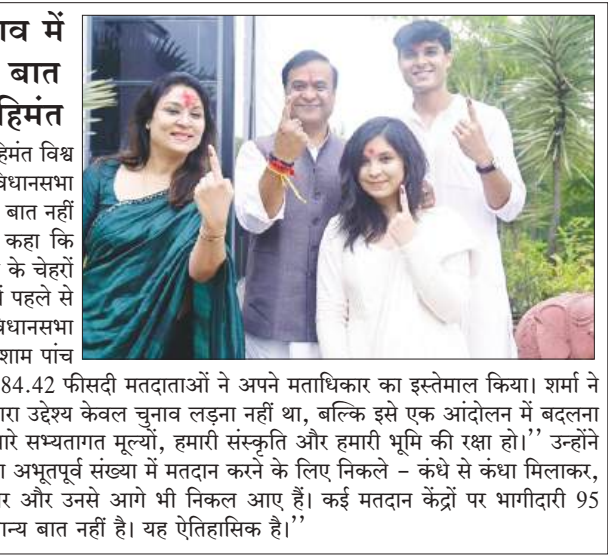 व में
बात
हिमंत
हिमंत विश्व
विधानसभा
बात नहीं
कहा कि
के चेहरों
पहले से
विधानसभा
शाम पांच
84.42 फीसदी मतदाताओं ने अपने मताधिकार का इस्तेमाल किया। शर्मा ने
उद्देश्य केवल चुनाव लड़ना नहीं था, बल्कि इसे एक आंदोलन में बदलना
सभ्यतागत मूल्यों, हमारी संस्कृति और हमारी भूमि की रक्षा हो।’’ उन्होंने
अभूतपूर्व संख्या में मतदान करने के लिए निकले – कंधे से कंधा मिलाकर,
और उनसे आगे भी निकल आए हैं। कई मतदान केंद्रों पर भागीदारी 95
बात नहीं है। यह ऐतिहासिक है।’’